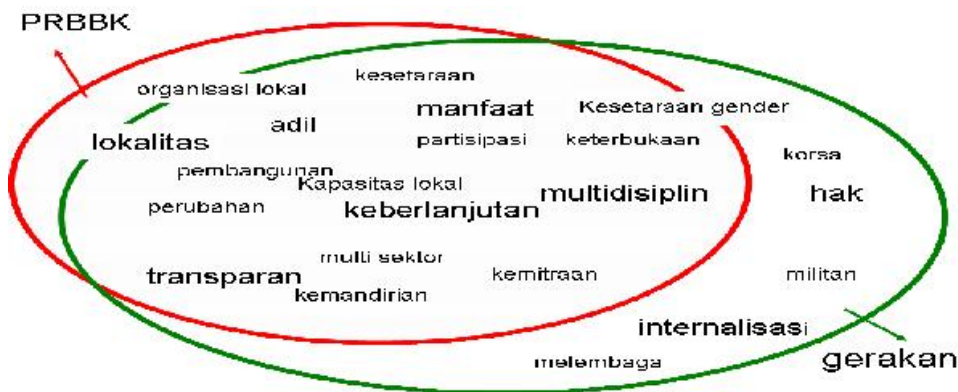 PRBBK
kesetaraan
organisasi lokal
manfaat
Kesetaraan gender
adil
lokalitas
partisipasi
keterbukaan
korsa
pembangunan
Kapasitas lokal
multidisiplin
hak
perubahan
keberlanjutan
multi sektor
transparan
kemitraan
militan
kemandirian
internalisasi
gerakan
melembaga